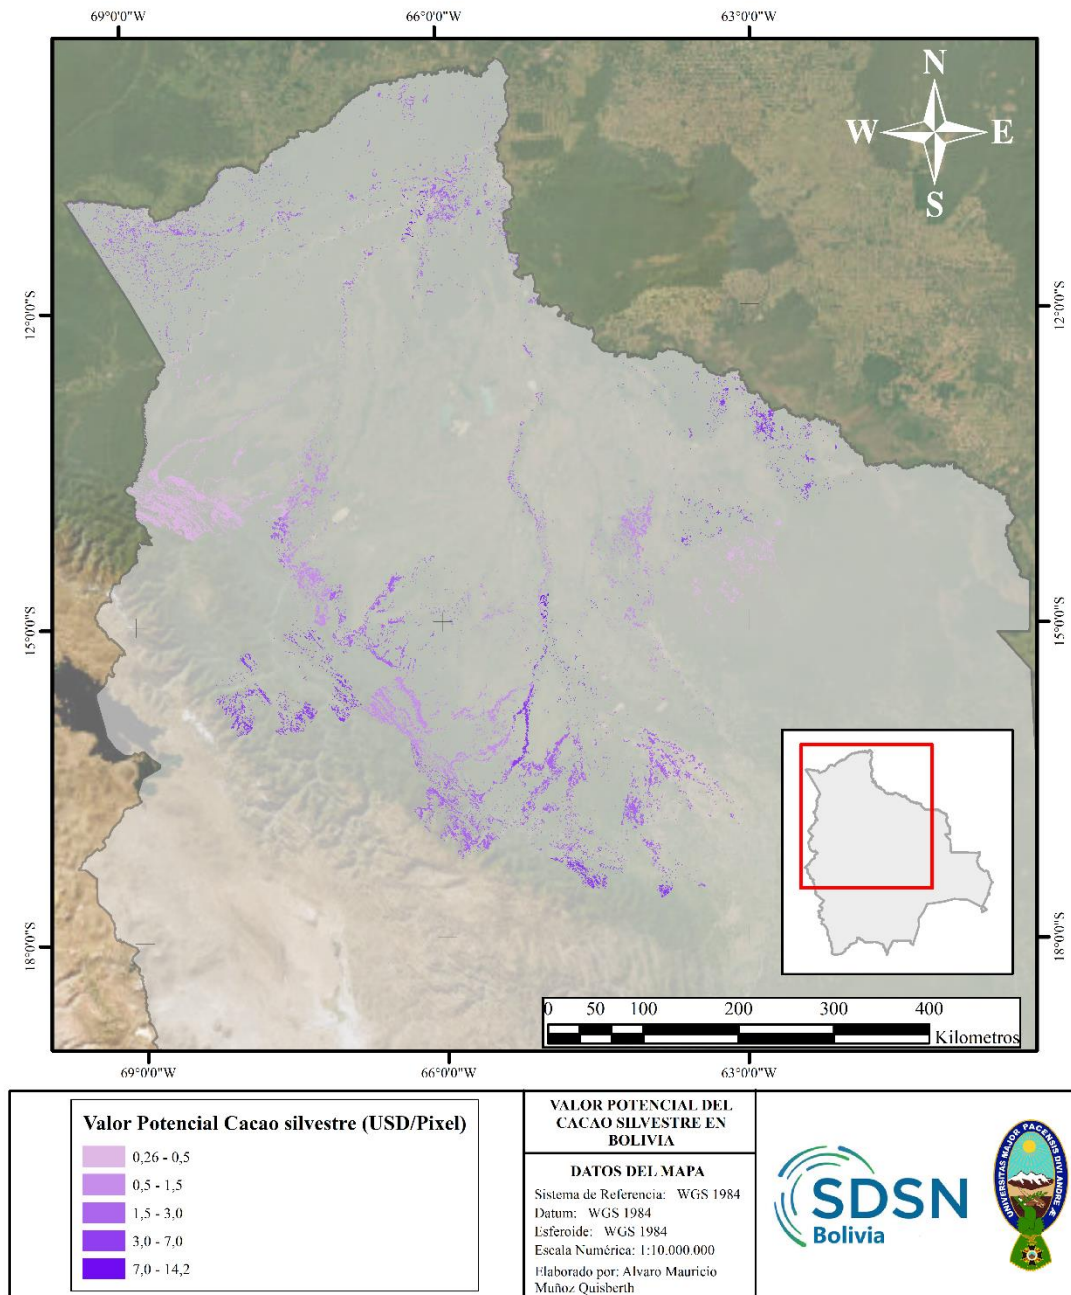 69°0'0"W 66°0'0"W 63°0'0"W
N
W E
S
12°0'0"S 12°0'0"S
15°0'0"S 15°0'0"S
18°0'0"S 18°0'0"S
0 50 100 200 300 400
Kilometros
69°0'0"W 66°0'0"W 63°0'0"W
Valor Potencial Cacao silvestre (USD/Pixel)
0,26 - 0,5
0,5 - 1,5
1,5 - 3,0
3,0 - 7,0
7,0 - 14,2
VALOR POTENCIAL DEL
CACAO SILVESTRE EN
BOLIVIA
DATOS DEL MAPA
Sistema de Referencia: WGS 1984
Datum: WGS 1984
Esferoide: WGS 1984
Escala Numérica: 1:10.000.000
Elaborado por: Alvaro Mauricio
Muñoz Quisberth
SDSN
Bolivia
UNIVERSITAS MAJOR PACENSIS DIVI ANDRE Æ